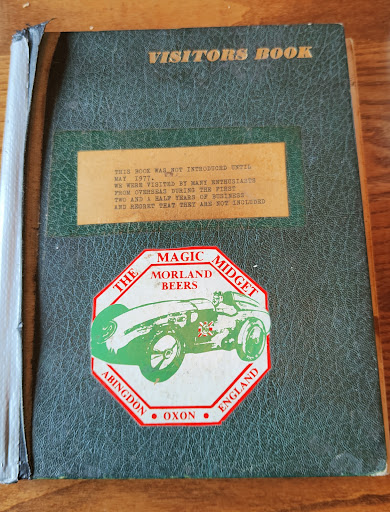 VISITORS BOOK
THIS BOOK WAS NOT INTRODUCED UNTIL
MAY 1977.
WE WERE VISITED BY MANY ENTHUSIASTS
FROM OVERSEAS DURING THE FIRST
TWO AND A HALF YEARS OF BUSINESS
AND REGRET THAT THEY ARE NOT INCLUDED
THE MAGIC MIDGET
MORLAND
BEERS
ABINGDON • OXON • ENGLAND